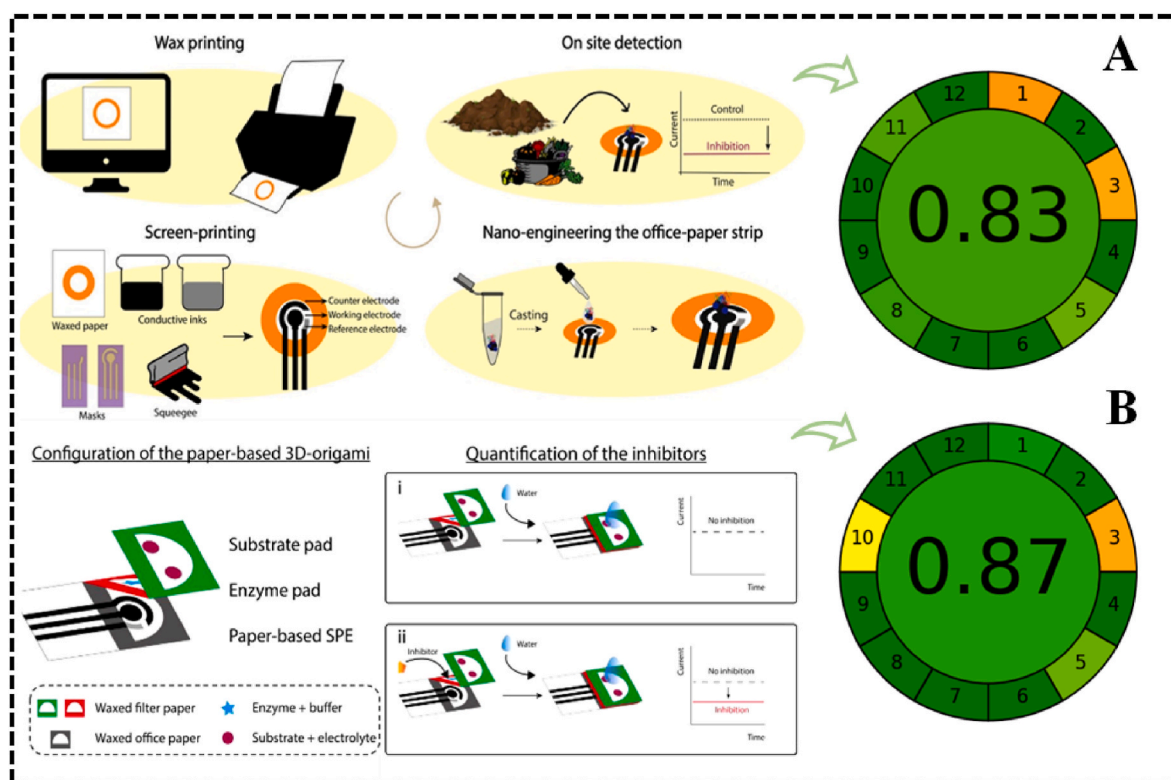 Wax printing
On site detection
Control
Inhibition
Current
Time
Screen-printing
Waxed paper
Conductive inks
Masks
Squeegee
Counter electrode
Working electrode
Reference electrode
Nano-engineering the office-paper strip
Casting
A
1
2
3
4
5
6
7
8
9
10
11
12
0.83
Configuration of the paper-based 3D-origami
Substrate pad
Enzyme pad
Paper-based SPE
Waxed filter paper
Enzyme + buffer
Waxed office paper
Substrate + electrolyte
Quantification of the inhibitors
i
Water
Current
No inhibition
Time
ii
Inhibitor
Water
Current
No inhibition
Inhibition
Time
B
1
2
3
4
5
6
7
8
9
10
11
12
0.87